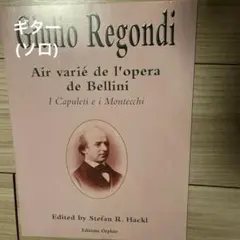 ギター
(ソロ)
Regondi
Air varié de l'opera
de Bellini
I Capuleti e i Montecchi
Edited by Stefan R. Hackl
Editions Orphée